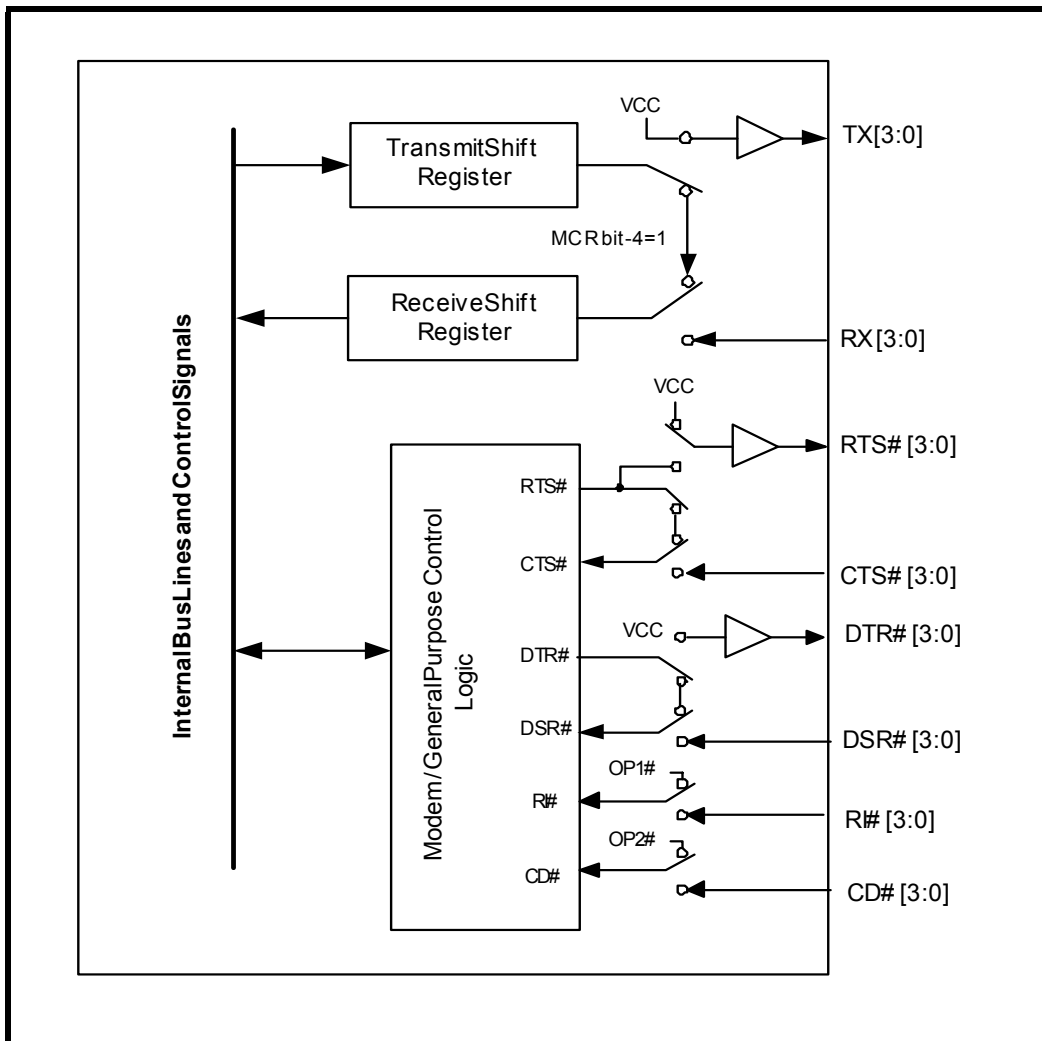 VCC
TX[3:0]
TransmitShift
Register
MCR bit-4=1
ReceiveShift
Register
RX[3:0]
InternalBusLinesandControlSignals
VCC
RTS# [3:0]
RTS#
CTS#
CTS# [3:0]
VCC
DTR# [3:0]
DTR#
Modem/GeneralPurpose Control
Logic
DSR#
DSR# [3:0]
OP1#
RI#
RI# [3:0]
OP2#
CD#
CD# [3:0]